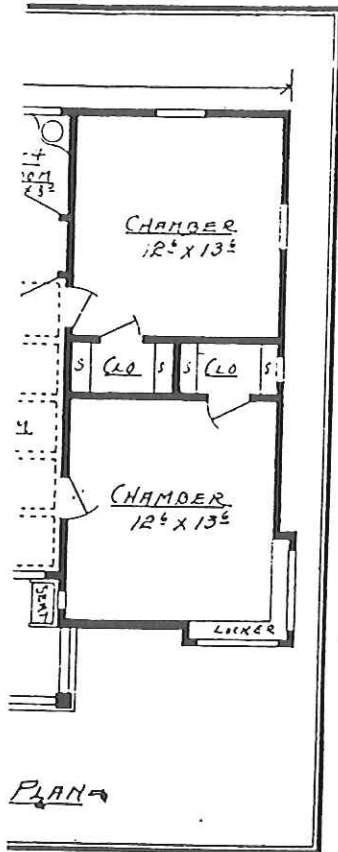 CHAMBER
12⁶ X 13⁶
S
CLO
S
S
CLO
S
CHAMBER
12⁶ X 13⁶
SEAT
LOCKER
PLAN